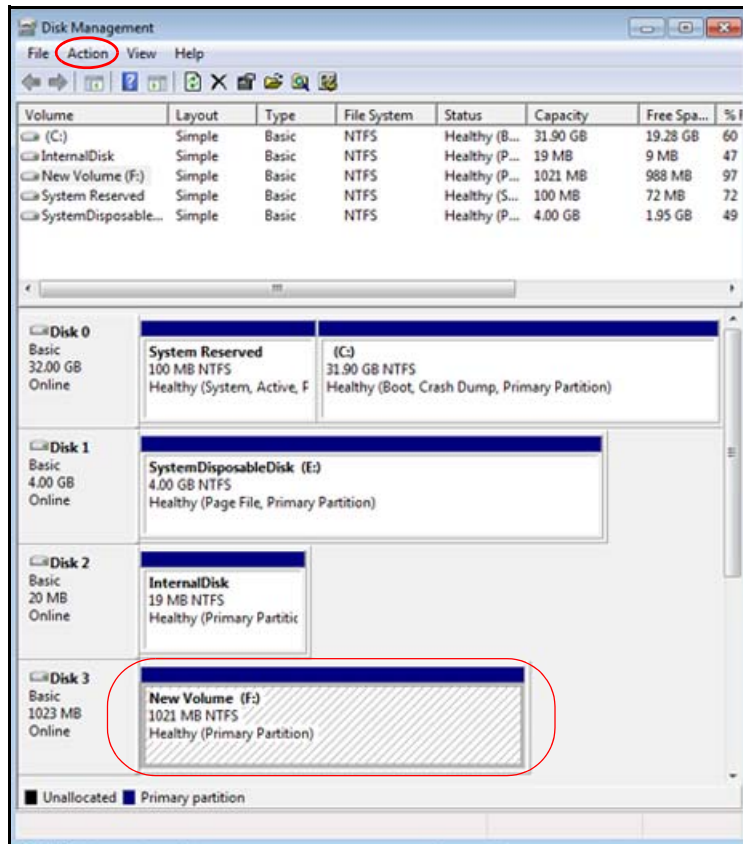 Disk Management
File Action View Help
Volume Layout Type File System Status Capacity Free Spa... %
(C:) Simple Basic NTFS Healthy (B... 31.90 GB 19.28 GB 60
InternalDisk Simple Basic NTFS Healthy (P... 19 MB 9 MB 47
New Volume (F:) Simple Basic NTFS Healthy (P... 1021 MB 988 MB 97
System Reserved Simple Basic NTFS Healthy (S... 100 MB 72 MB 72
SystemDisposable... Simple Basic NTFS Healthy (P... 4.00 GB 1.95 GB 49
Disk 0
Basic
32.00 GB
Online
System Reserved
100 MB NTFS
Healthy (System, Active, P
(C:)
31.90 GB NTFS
Healthy (Boot, Crash Dump, Primary Partition)
Disk 1
Basic
4.00 GB
Online
SystemDisposableDisk (E:)
4.00 GB NTFS
Healthy (Page File, Primary Partition)
Disk 2
Basic
20 MB
Online
InternalDisk
19 MB NTFS
Healthy (Primary Partitic
Disk 3
Basic
1023 MB
Online
New Volume (F:)
1021 MB NTFS
Healthy (Primary Partition)
Unallocated Primary partition